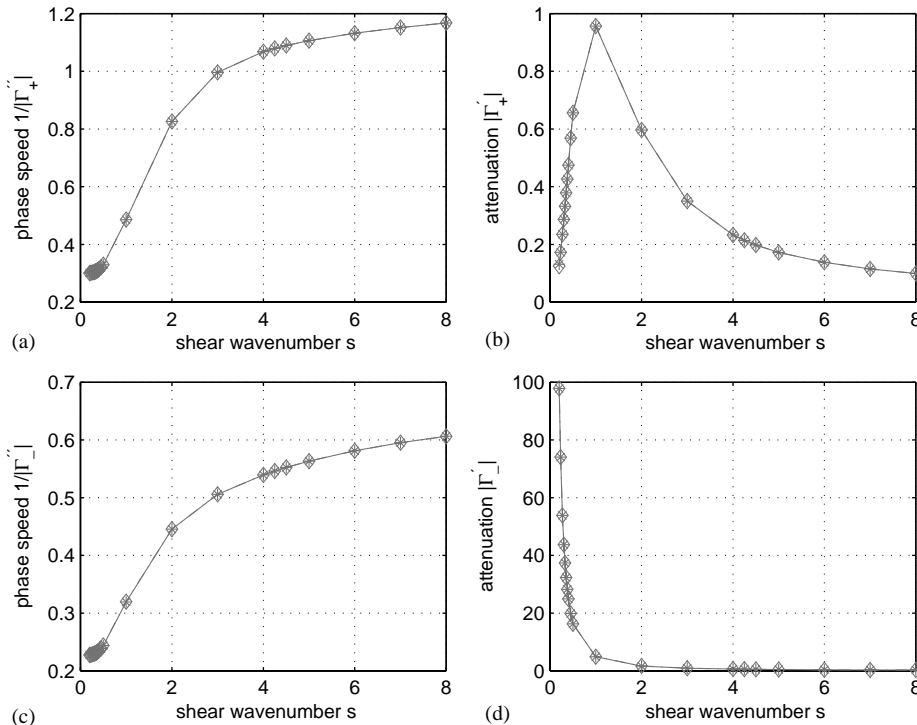 1.2
1
0.8
0.6
0.4
0.2
phase speed 1/|Γ₊′′|
0 2 4 6 8
(a) shear wavenumber s
1
0.8
0.6
0.4
0.2
0
attenuation |Γ₊′|
0 2 4 6 8
(b) shear wavenumber s
0.7
0.6
0.5
0.4
0.3
0.2
phase speed 1/|Γ₋′′|
0 2 4 6 8
(c) shear wavenumber s
100
80
60
40
20
0
attenuation |Γ₋′|
0 2 4 6 8
(d) shear wavenumber s